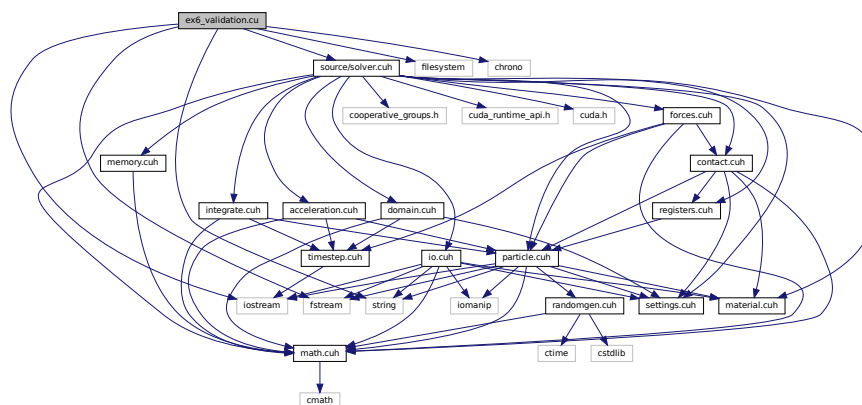 ex6_validation.cu
source/solver.cuh
filesystem
chrono
cooperative_groups.h
cuda_runtime_api.h
cuda.h
forces.cuh
memory.cuh
contact.cuh
integrate.cuh
acceleration.cuh
domain.cuh
registers.cuh
timestep.cuh
io.cuh
particle.cuh
iostream
fstream
string
iomanip
randomgen.cuh
settings.cuh
material.cuh
math.cuh
ctime
cstdlib
cmath